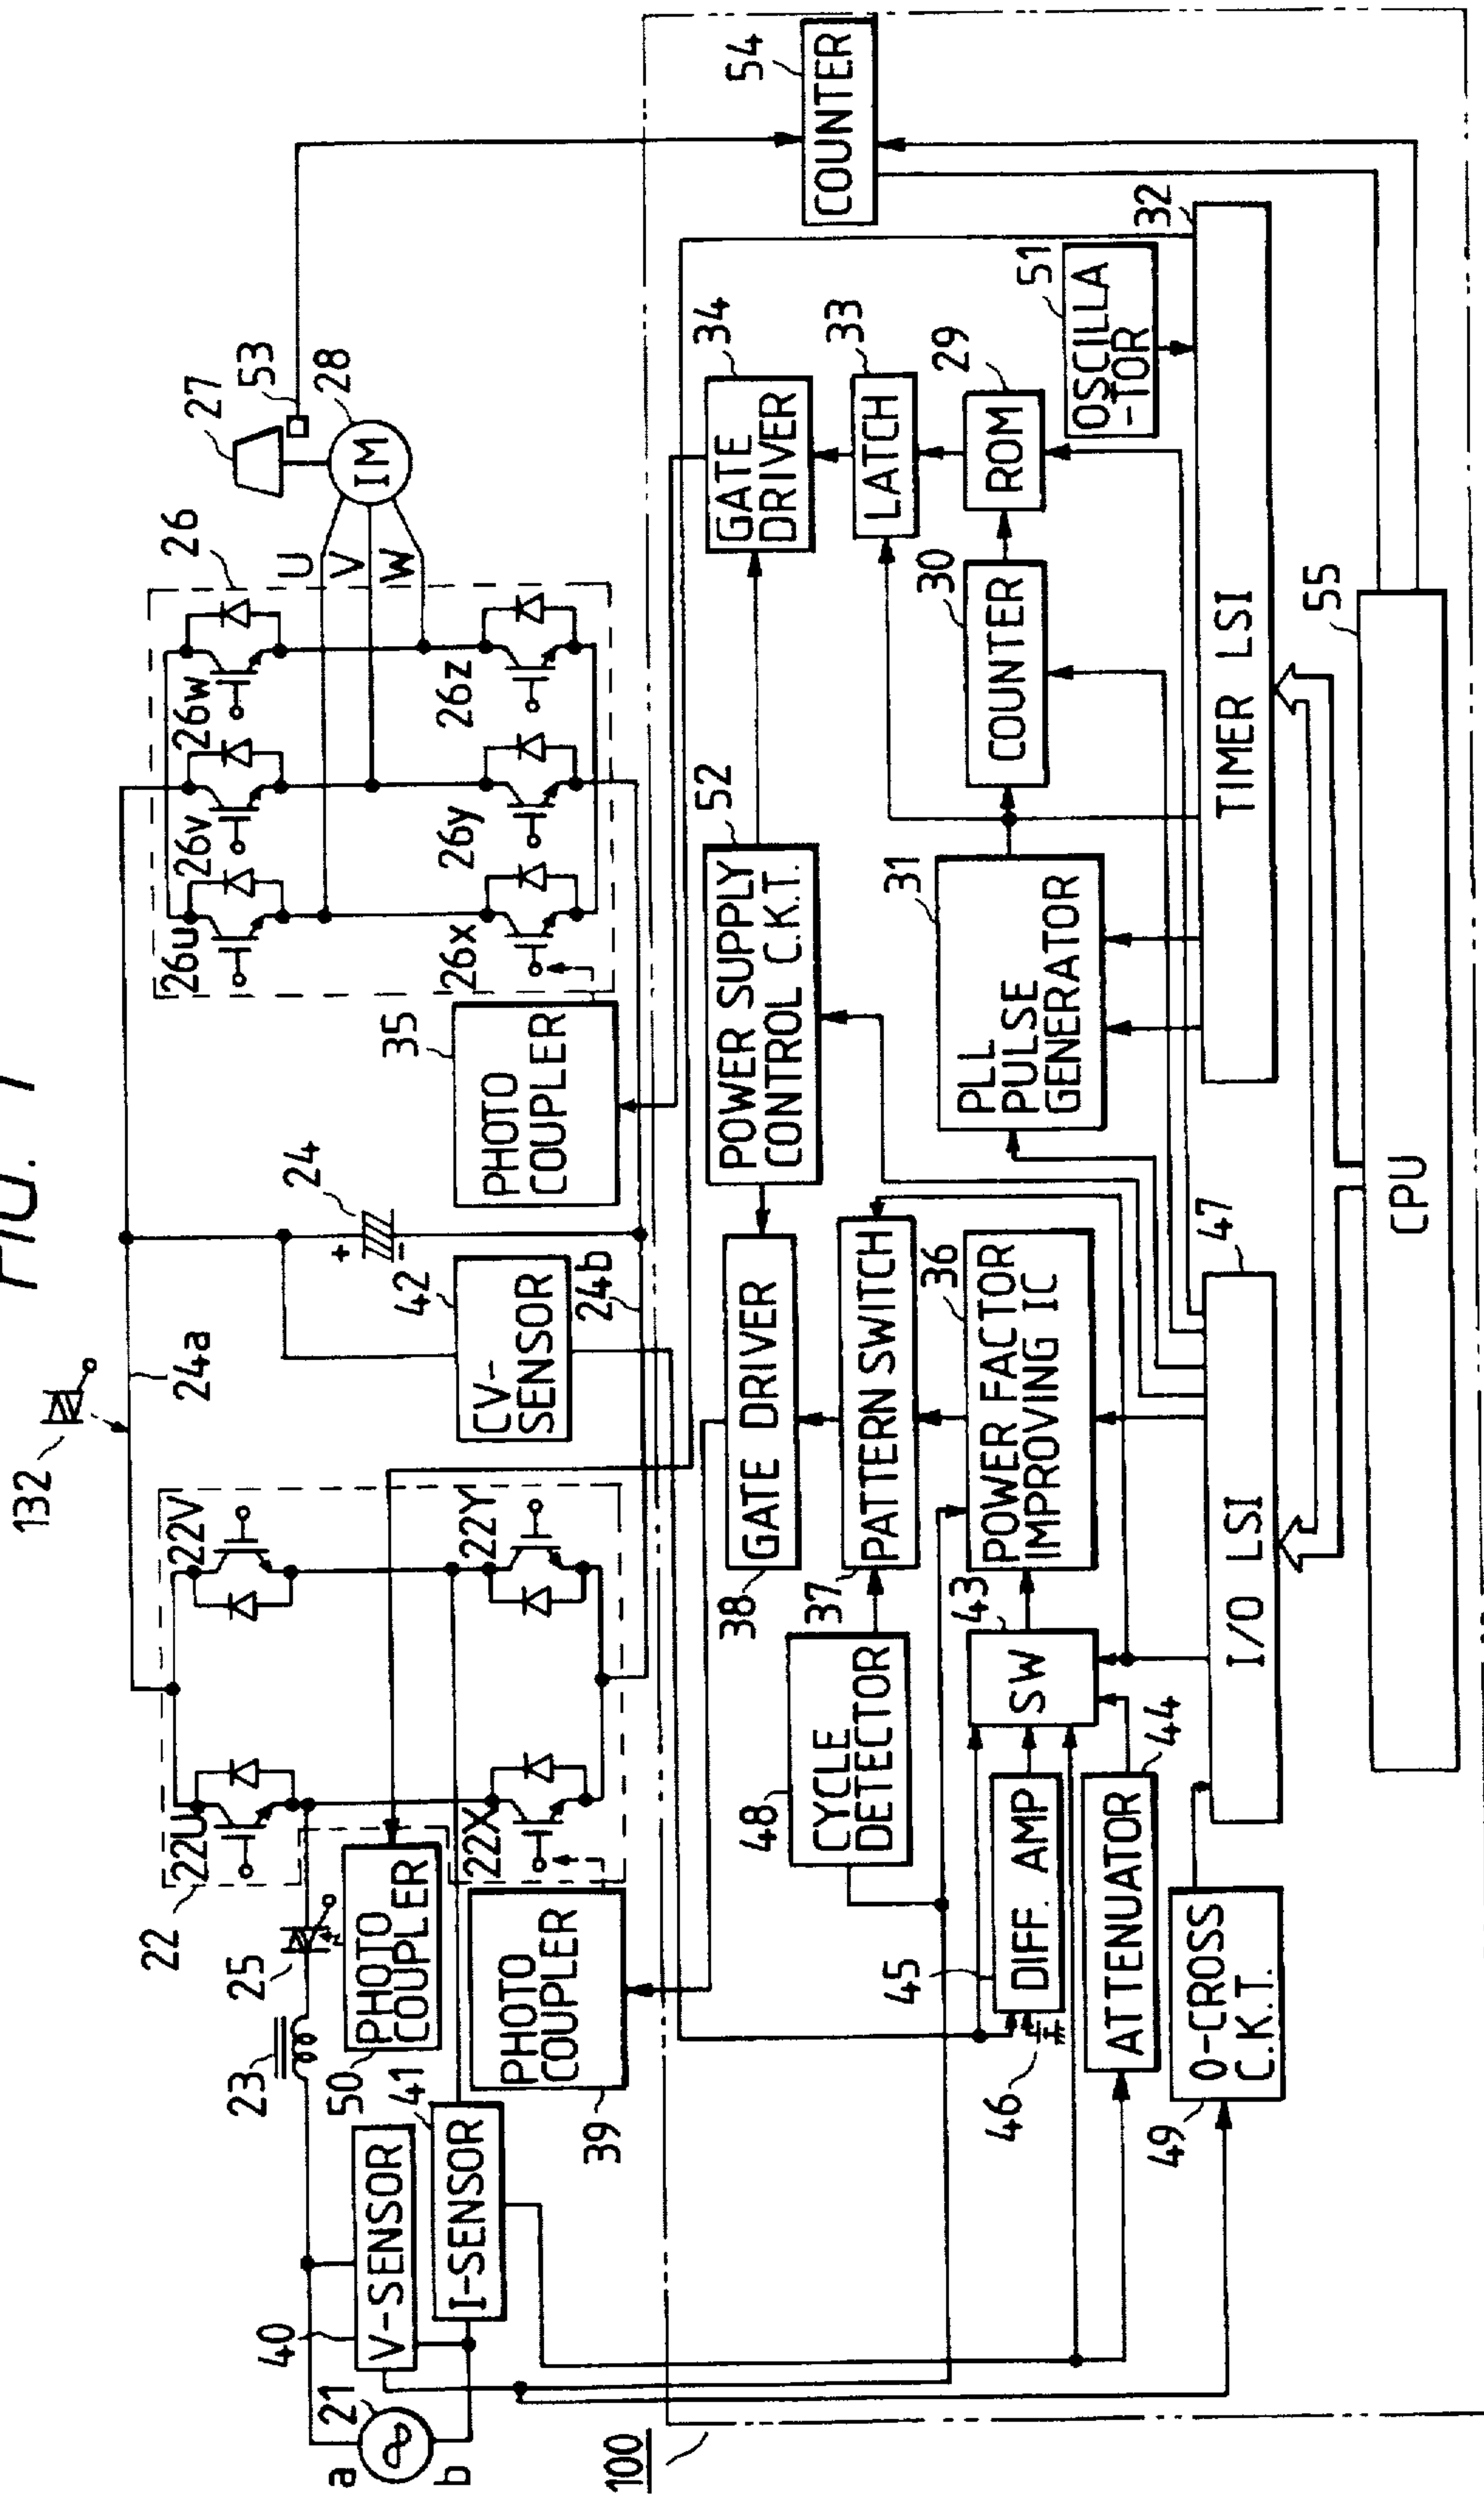 FIG. 1
132
24a
22
22U
22V
22X
22Y
23
25
a
b
21
40
V-SENSOR
41
I-SENSOR
50
PHOTO
COUPLER
39
PHOTO
COUPLER
42
CV-
SENSOR
24
+
-
24b
35
PHOTO
COUPLER
26
26u
26v
26w
26x
26y
26z
U
V
W
27
53
28
IM
100
38
GATE DRIVER
52
POWER SUPPLY
CONTROL C.K.T.
34
GATE
DRIVER
54
COUNTER
48
CYCLE
DETECTOR
37
PATTERN SWITCH
33
LATCH
45
DIFF. AMP
46
43
SW
36
POWER FACTOR
IMPROVING IC
31
PLL
PULSE
GENERATOR
30
COUNTER
29
ROM
51
OSCILLA
-TOR
44
ATTENUATOR
49
0-CROSS
C.K.T.
47
I/O LSI
32
TIMER LSI
55
CPU